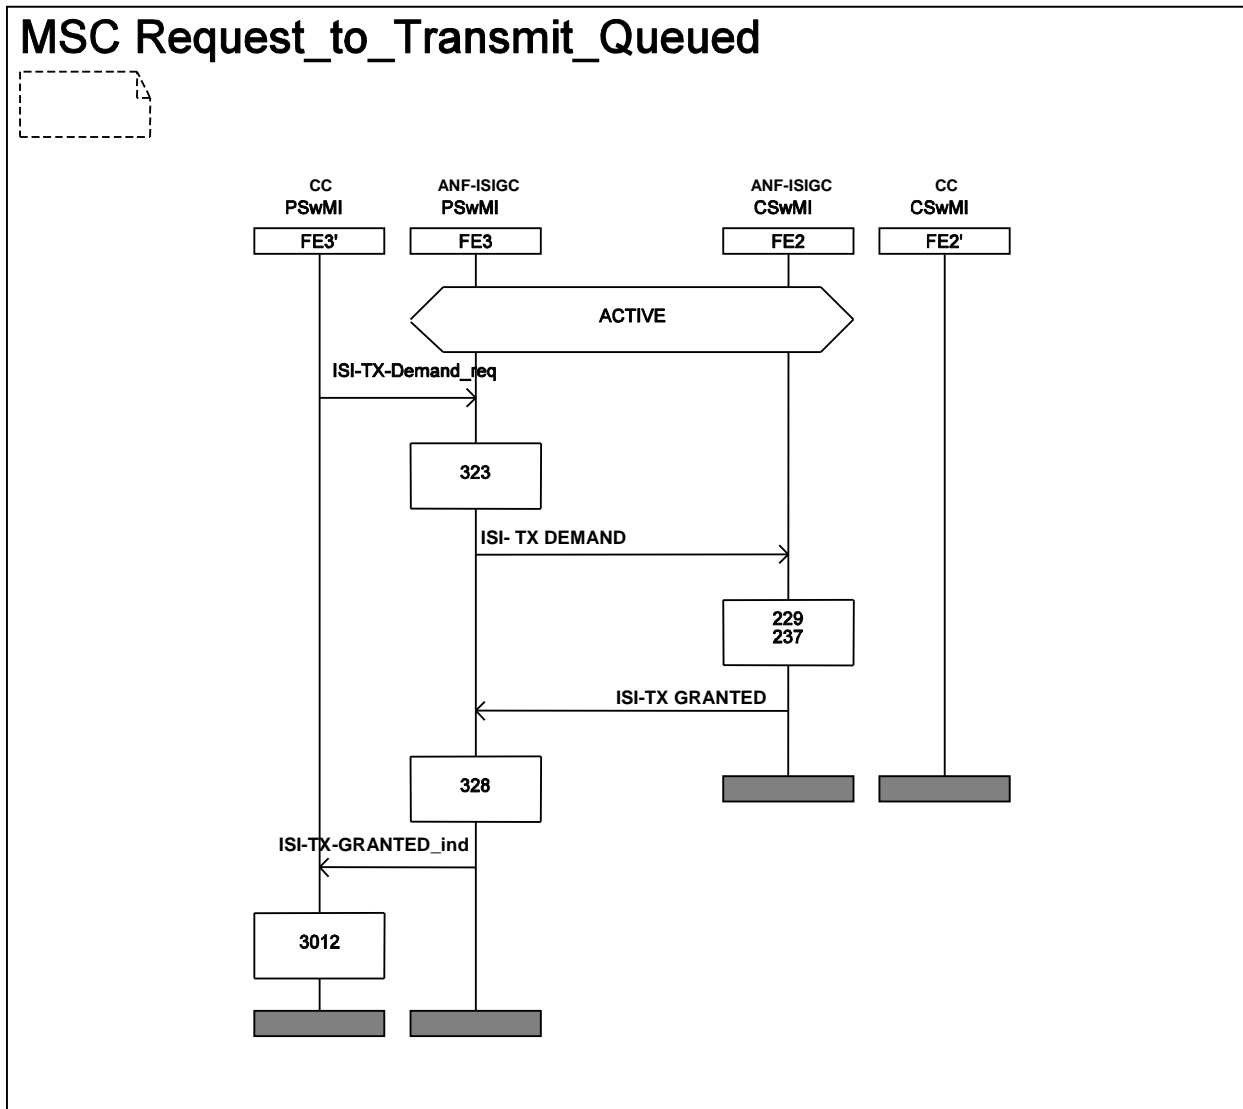 MSC Request_to_Transmit_Queued
CC
ANF-ISIGC
ANF-ISIGC
CC
PSwMI
PSwMI
CSwMI
CSwMI
FE3'
FE3
FE2
FE2'
ACTIVE
ISI-TX-Demand_req
323
ISI- TX DEMAND
229
237
ISI-TX GRANTED
328
ISI-TX-GRANTED_ind
3012